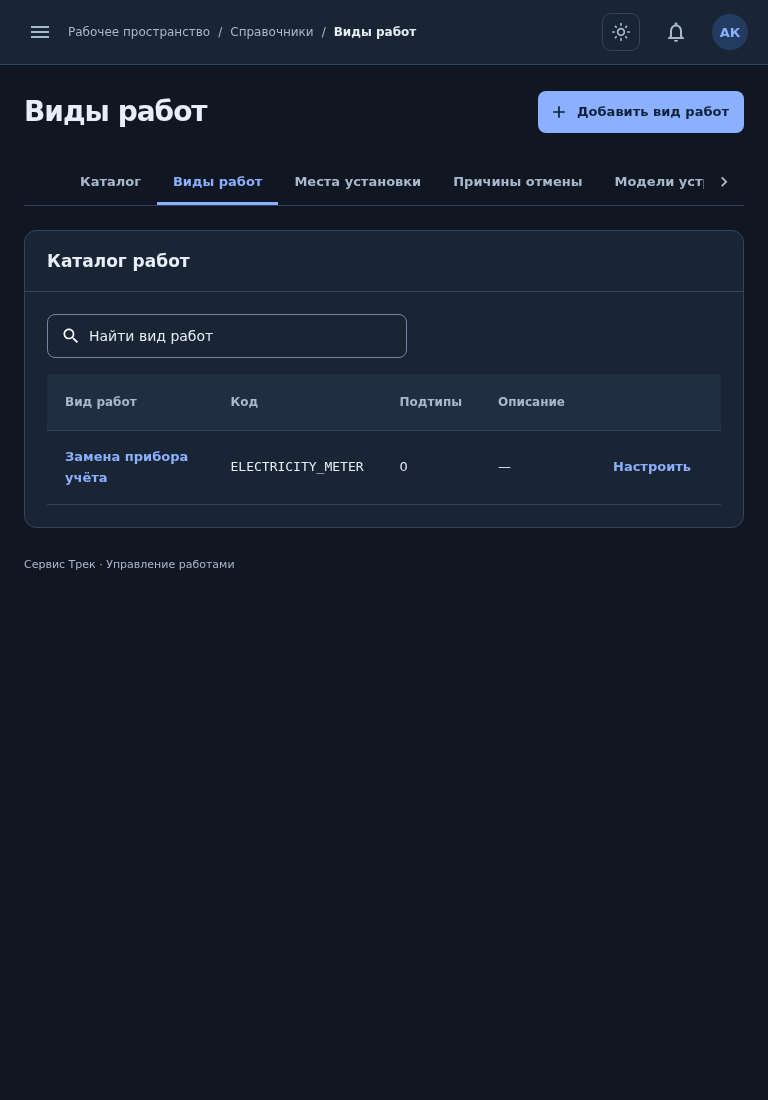 Рабочее пространство / Справочники / Виды работ
АК
Виды работ
Добавить вид работ
Каталог
Виды работ
Места установки
Причины отмены
Модели уст
Каталог работ
Найти вид работ
Вид работ Код Подтипы Описание
Замена прибора
учёта
ELECTRICITY_METER 0 — Настроить
Сервис Трек · Управление работами